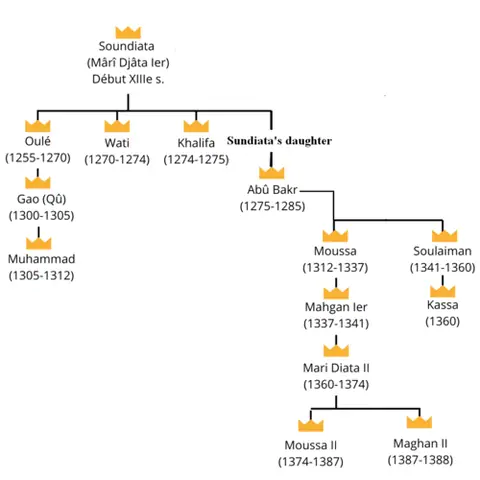 Soundiata
(Mârî Djâta Ier)
Début XIIIe s.
Oulé
(1255-1270)
Wati
(1270-1274)
Khalifa
(1274-1275)
Sundiata's daughter
Gao (Qû)
(1300-1305)
Abû Bakr
(1275-1285)
Muhammad
(1305-1312)
Moussa
(1312-1337)
Soulaiman
(1341-1360)
Mahgan Ier
(1337-1341)
Kassa
(1360)
Mari Diata II
(1360-1374)
Moussa II
(1374-1387)
Maghan II
(1387-1388)